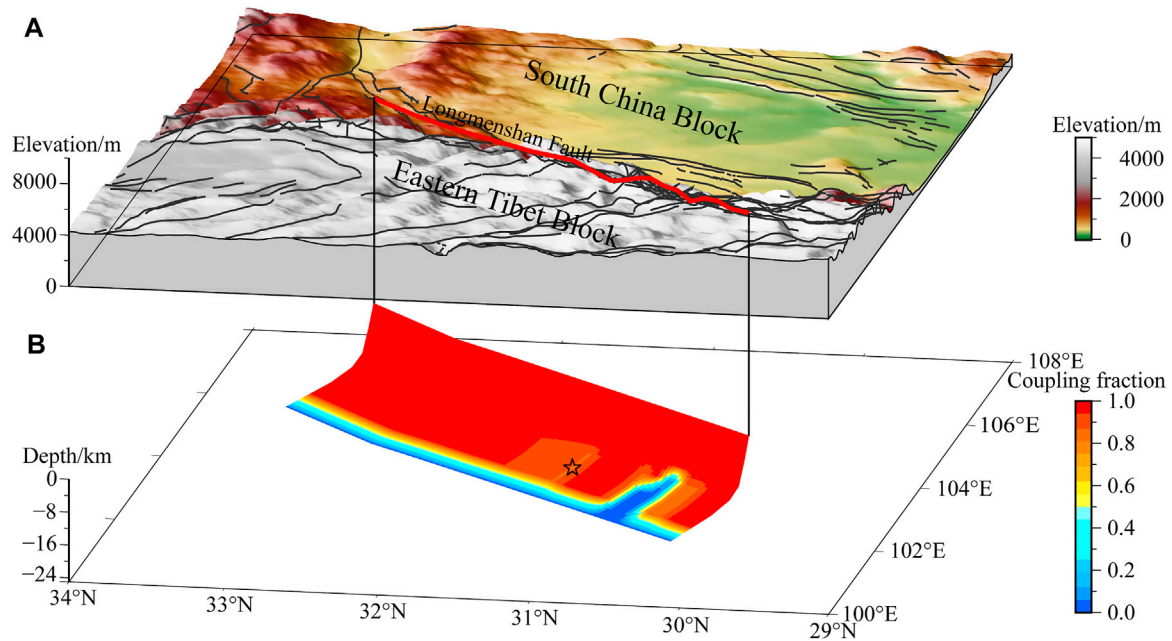 A
South China Block
Longmenshan Fault
Eastern Tibet Block
Elevation/m
8000
4000
0
Elevation/m
4000
2000
0
B
108°E
106°E
104°E
102°E
100°E
Coupling fraction
1.0
0.8
0.6
0.4
0.2
0.0
Depth/km
0
−8
−16
−24
34°N
33°N
32°N
31°N
30°N
29°N